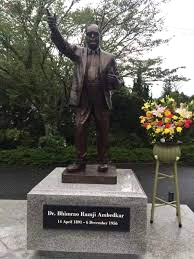 Dr. Bhimrao Ramji Ambedkar
14 April 1891 - 6 December 1956